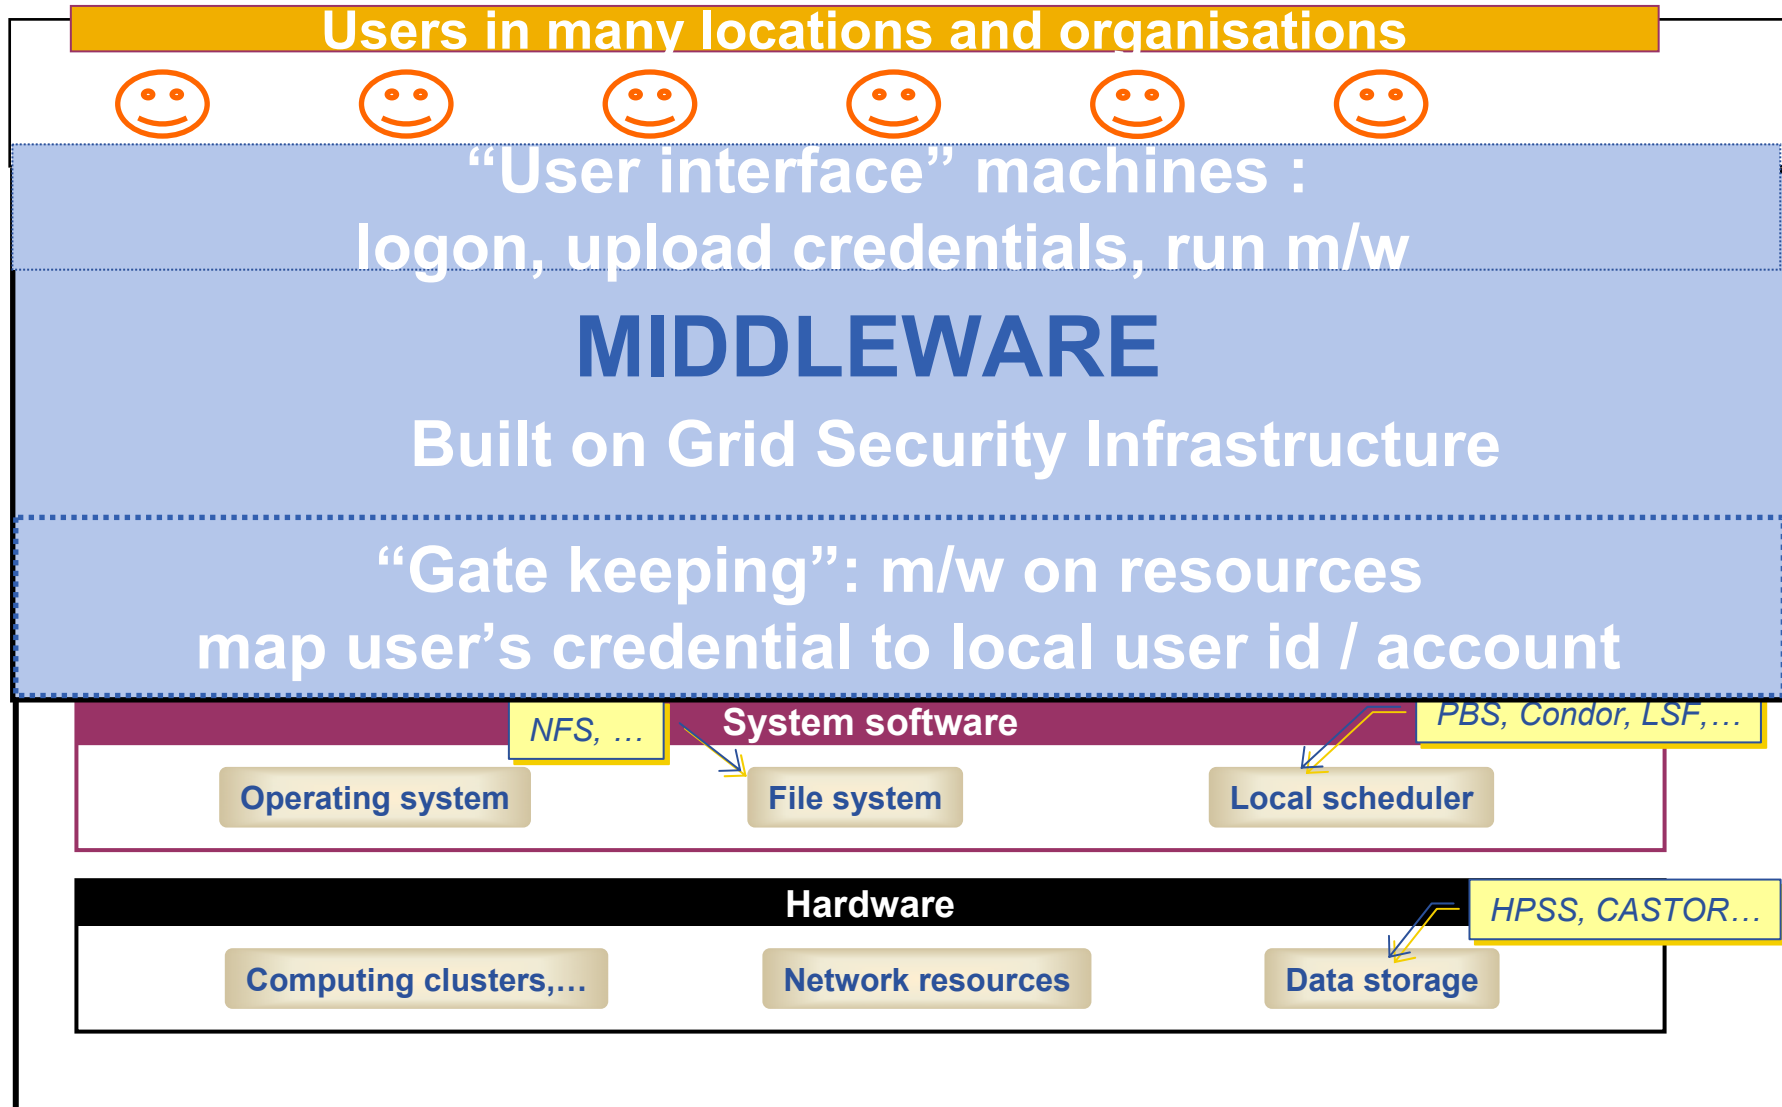 Users in many locations and organisations
“User interface” machines :
logon, upload credentials, run m/w
MIDDLEWARE
Built on Grid Security Infrastructure
“Gate keeping”: m/w on resources
map user’s credential to local user id / account
NFS, …
System software
PBS, Condor, LSF,…
Operating system
File system
Local scheduler
Hardware
HPSS, CASTOR…
Computing clusters,…
Network resources
Data storage